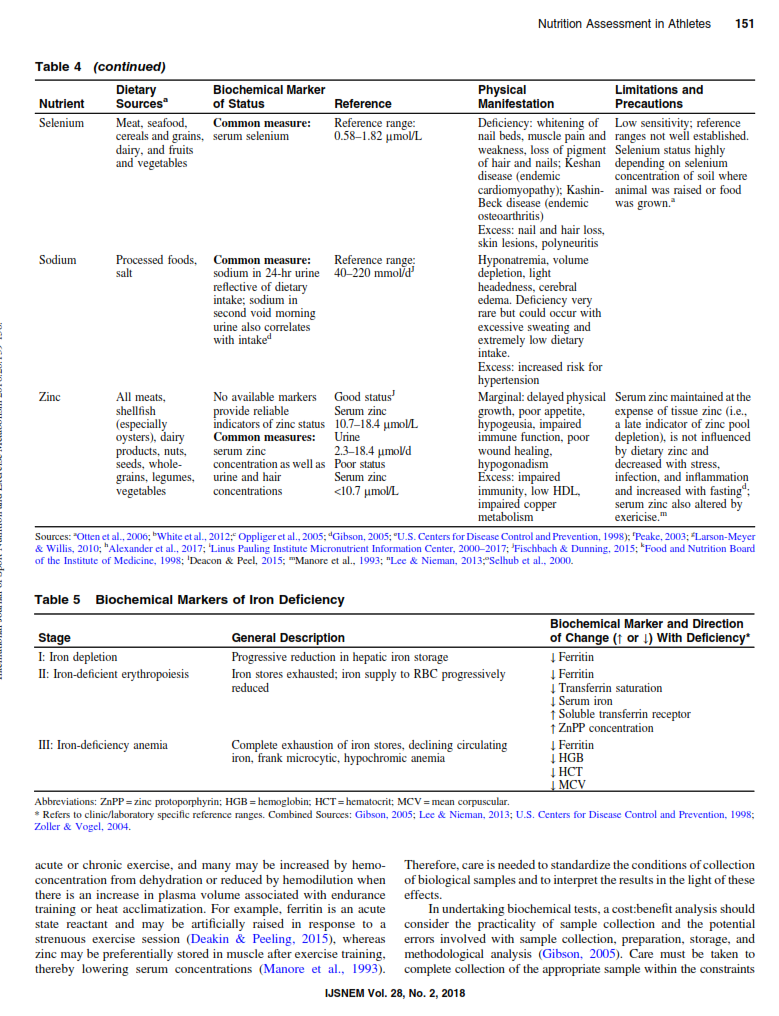 Nutrition Assessment in Athletes 151
Table 4 (continued)
Nutrient
Dietary
Sourcesa
Biochemical Marker
of Status
Reference
Physical
Manifestation
Limitations and
Precautions
Selenium
Meat, seafood,
cereals and grains,
dairy, and fruits
and vegetables
Common measure:
serum selenium
Reference range:
0.58–1.82 μmol/L
Deficiency: whitening of
nail beds, muscle pain and
weakness, loss of pigment
of hair and nails; Keshan
disease (endemic
cardiomyopathy); Kashin-
Beck disease (endemic
osteoarthritis)
Excess: nail and hair loss,
skin lesions, polyneuritis
Low sensitivity; reference
ranges not well established.
Selenium status highly
depending on selenium
concentration of soil where
animal was raised or food
was grown.a
Sodium
Processed foods,
salt
Common measure:
sodium in 24-hr urine
reflective of dietary
intake; sodium in
second void morning
urine also correlates
with intaked
Reference range:
40–220 mmol/dJ
Hyponatremia, volume
depletion, light
headedness, cerebral
edema. Deficiency very
rare but could occur with
excessive sweating and
extremely low dietary
intake.
Excess: increased risk for
hypertension
Zinc
All meats,
shellfish
(especially
oysters), dairy
products, nuts,
seeds, whole-
grains, legumes,
vegetables
No available markers
provide reliable
indicators of zinc status
Common measures:
serum zinc
concentration as well as
urine and hair
concentrations
Good statusJ
Serum zinc
10.7–18.4 μmol/L
Urine
2.3–18.4 μmol/d
Poor status
Serum zinc
<10.7 μmol/L
Marginal: delayed physical
growth, poor appetite,
hypogeusia, impaired
immune function, poor
wound healing,
hypogonadism
Excess: impaired
immunity, low HDL,
impaired copper
metabolism
Serum zinc maintained at the
expense of tissue zinc (i.e.,
a late indicator of zinc pool
depletion), is not influenced
by dietary zinc and
decreased with stress,
infection, and inflammation
and increased with fastingd;
serum zinc also altered by
exericise.m
Sources: aOtten et al., 2006; bWhite et al., 2012;c Oppliger et al., 2005; dGibson, 2005; eU.S. Centers for Disease Control and Prevention, 1998); fPeake, 2003; gLarson-Meyer
& Willis, 2010; hAlexander et al., 2017; iLinus Pauling Institute Micronutrient Information Center, 2000–2017; JFischbach & Dunning, 2015; kFood and Nutrition Board
of the Institute of Medicine, 1998; lDeacon & Peel, 2015; mManore et al., 1993; nLee & Nieman, 2013;oSelhub et al., 2000.
Table 5 Biochemical Markers of Iron Deficiency
Stage
General Description
Biochemical Marker and Direction
of Change (↑ or ↓) With Deficiency*
I: Iron depletion
Progressive reduction in hepatic iron storage
↓ Ferritin
II: Iron-deficient erythropoiesis
Iron stores exhausted; iron supply to RBC progressively
reduced
↓ Ferritin
↓ Transferrin saturation
↓ Serum iron
↑ Soluble transferrin receptor
↑ ZnPP concentration
III: Iron-deficiency anemia
Complete exhaustion of iron stores, declining circulating
iron, frank microcytic, hypochromic anemia
↓ Ferritin
↓ HGB
↓ HCT
↓ MCV
Abbreviations: ZnPP = zinc protoporphyrin; HGB = hemoglobin; HCT = hematocrit; MCV = mean corpuscular.
* Refers to clinic/laboratory specific reference ranges. Combined Sources: Gibson, 2005; Lee & Nieman, 2013; U.S. Centers for Disease Control and Prevention, 1998;
Zoller & Vogel, 2004.
acute or chronic exercise, and many may be increased by hemo-
concentration from dehydration or reduced by hemodilution when
there is an increase in plasma volume associated with endurance
training or heat acclimatization. For example, ferritin is an acute
state reactant and may be artificially raised in response to a
strenuous exercise session (Deakin & Peeling, 2015), whereas
zinc may be preferentially stored in muscle after exercise training,
thereby lowering serum concentrations (Manore et al., 1993).
Therefore, care is needed to standardize the conditions of collection
of biological samples and to interpret the results in the light of these
effects.
In undertaking biochemical tests, a cost:benefit analysis should
consider the practicality of sample collection and the potential
errors involved with sample collection, preparation, storage, and
methodological analysis (Gibson, 2005). Care must be taken to
complete collection of the appropriate sample within the constraints
IJSNEM Vol. 28, No. 2, 2018